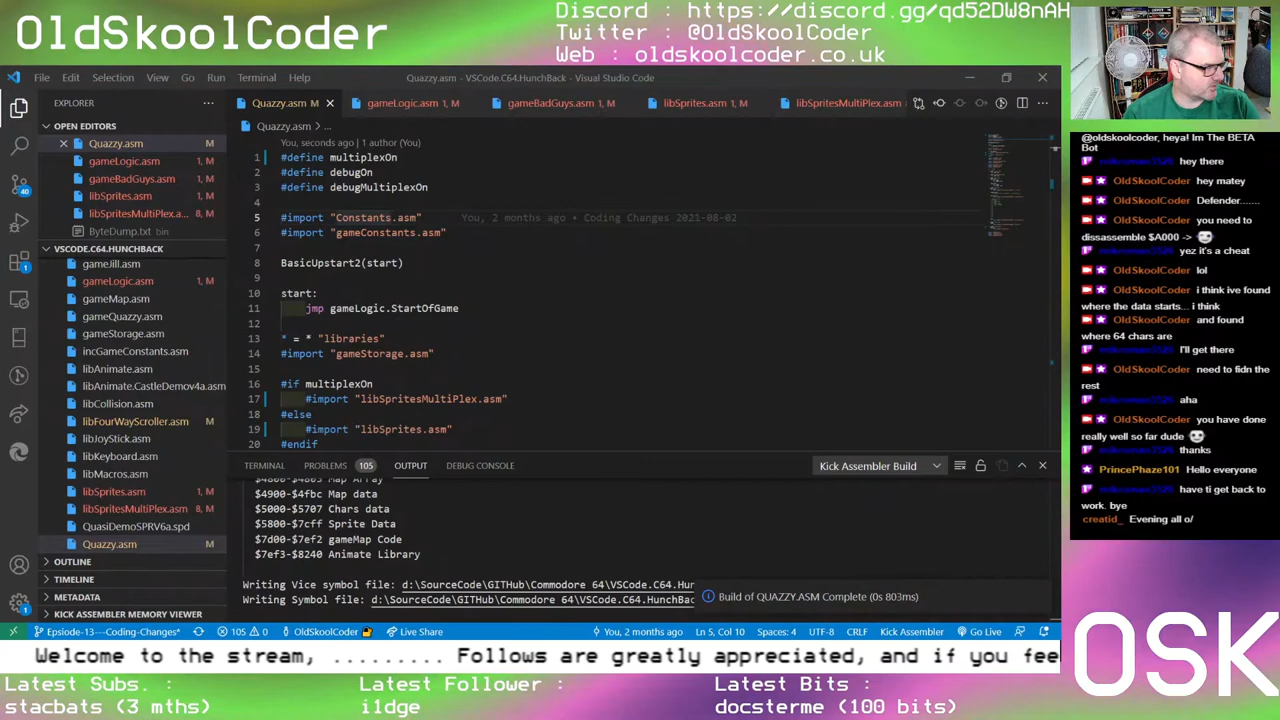 OldSkoolCoder
Discord : https://discord.gg/qd52DW8nAH
Twitter : @OldSkoolCoder
Web : oldskoolcoder.co.uk
File Edit Selection View Go Run Terminal Help
Quazzy.asm - VSCode.C64.HunchBack - Visual Studio Code
EXPLORER
OPEN EDITORS
Quazzy.asm M
gameLogic.asm 1, M
gameBadGuys.asm 1, M
libSprites.asm 1, M
libSpritesMultiPlex.a... 8, M
ByteDump.txt bin
VSCODE.C64.HUNCHBACK
gameJill.asm
gameLogic.asm 1, M
gameMap.asm
gameQuazzy.asm
gameStorage.asm
incGameConstants.asm
libAnimate.asm
libAnimate.CastleDemov4a.asm
libCollision.asm
libFourWayScroller.asm M
libJoyStick.asm
libKeyboard.asm
libMacros.asm
libSprites.asm 1, M
libSpritesMultiPlex.asm 8, M
QuasiDemoSPRV6a.spd
Quazzy.asm M
OUTLINE
TIMELINE
METADATA
KICK ASSEMBLER MEMORY VIEWER
40
1
1
Quazzy.asm M
gameLogic.asm 1, M
gameBadGuys.asm 1, M
libSprites.asm 1, M
libSpritesMultiPlex.asm
Quazzy.asm > ...
You, seconds ago | 1 author (You)
1 #define multiplexOn
2 #define debugOn
3 #define debugMultiplexOn
4
5 #import "Constants.asm" You, 2 months ago • Coding Changes 2021-08-02
6 #import "gameConstants.asm"
7
8 BasicUpstart2(start)
9
10 start:
11 jmp gameLogic.StartOfGame
12
13 * = * "libraries"
14 #import "gameStorage.asm"
15
16 #if multiplexOn
17 #import "libSpritesMultiPlex.asm"
18 #else
19 #import "libSprites.asm"
20 #endif
TERMINAL PROBLEMS 105 OUTPUT DEBUG CONSOLE
Kick Assembler Build
$4800-$4863 Map Array
$4900-$4fbc Map data
$5000-$5707 Chars data
$5800-$7cff Sprite Data
$7d00-$7ef2 gameMap Code
$7ef3-$8240 Animate Library
Writing Vice symbol file: d:\SourceCode\GITHub\Commodore 64\VSCode.C64.Hun
Writing Symbol file: d:\SourceCode\GITHub\Commodore 64\VSCode.C64.HunchBac
Build of QUAZZY.ASM Complete (0s 803ms)
Epsiode-13---Coding-Changes* 105 0 OldSkoolCoder Live Share
You, 2 months ago Ln 5, Col 10 Spaces: 4 UTF-8 CRLF Kick Assembler Go Live
@oldskoolcoder, heya! Im The BETA
Bot
hey there
OldSkoolCoder hey matey
OldSkoolCoder Defender.......
OldSkoolCoder you need to
dissassemble $A000 ->
yez it's a cheat
OldSkoolCoder lol
OldSkoolCoder i think ive found
where the data starts... i think
OldSkoolCoder and found
where 64 chars are
I'll get there
OldSkoolCoder need to fidn the
rest
aha
OldSkoolCoder you have done
really well so far dude
thanks
PrincePhaze101 Hello everyone
have ti get back to
work. bye
creatid_ Evening all o/
OSK
Welcome to the stream, ......... Follows are greatly appreciated, and if you fee
Latest Subs. :
stacbats (3 mths)
Latest Follower :
i1dge
Latest Bits :
docsterme (100 bits)